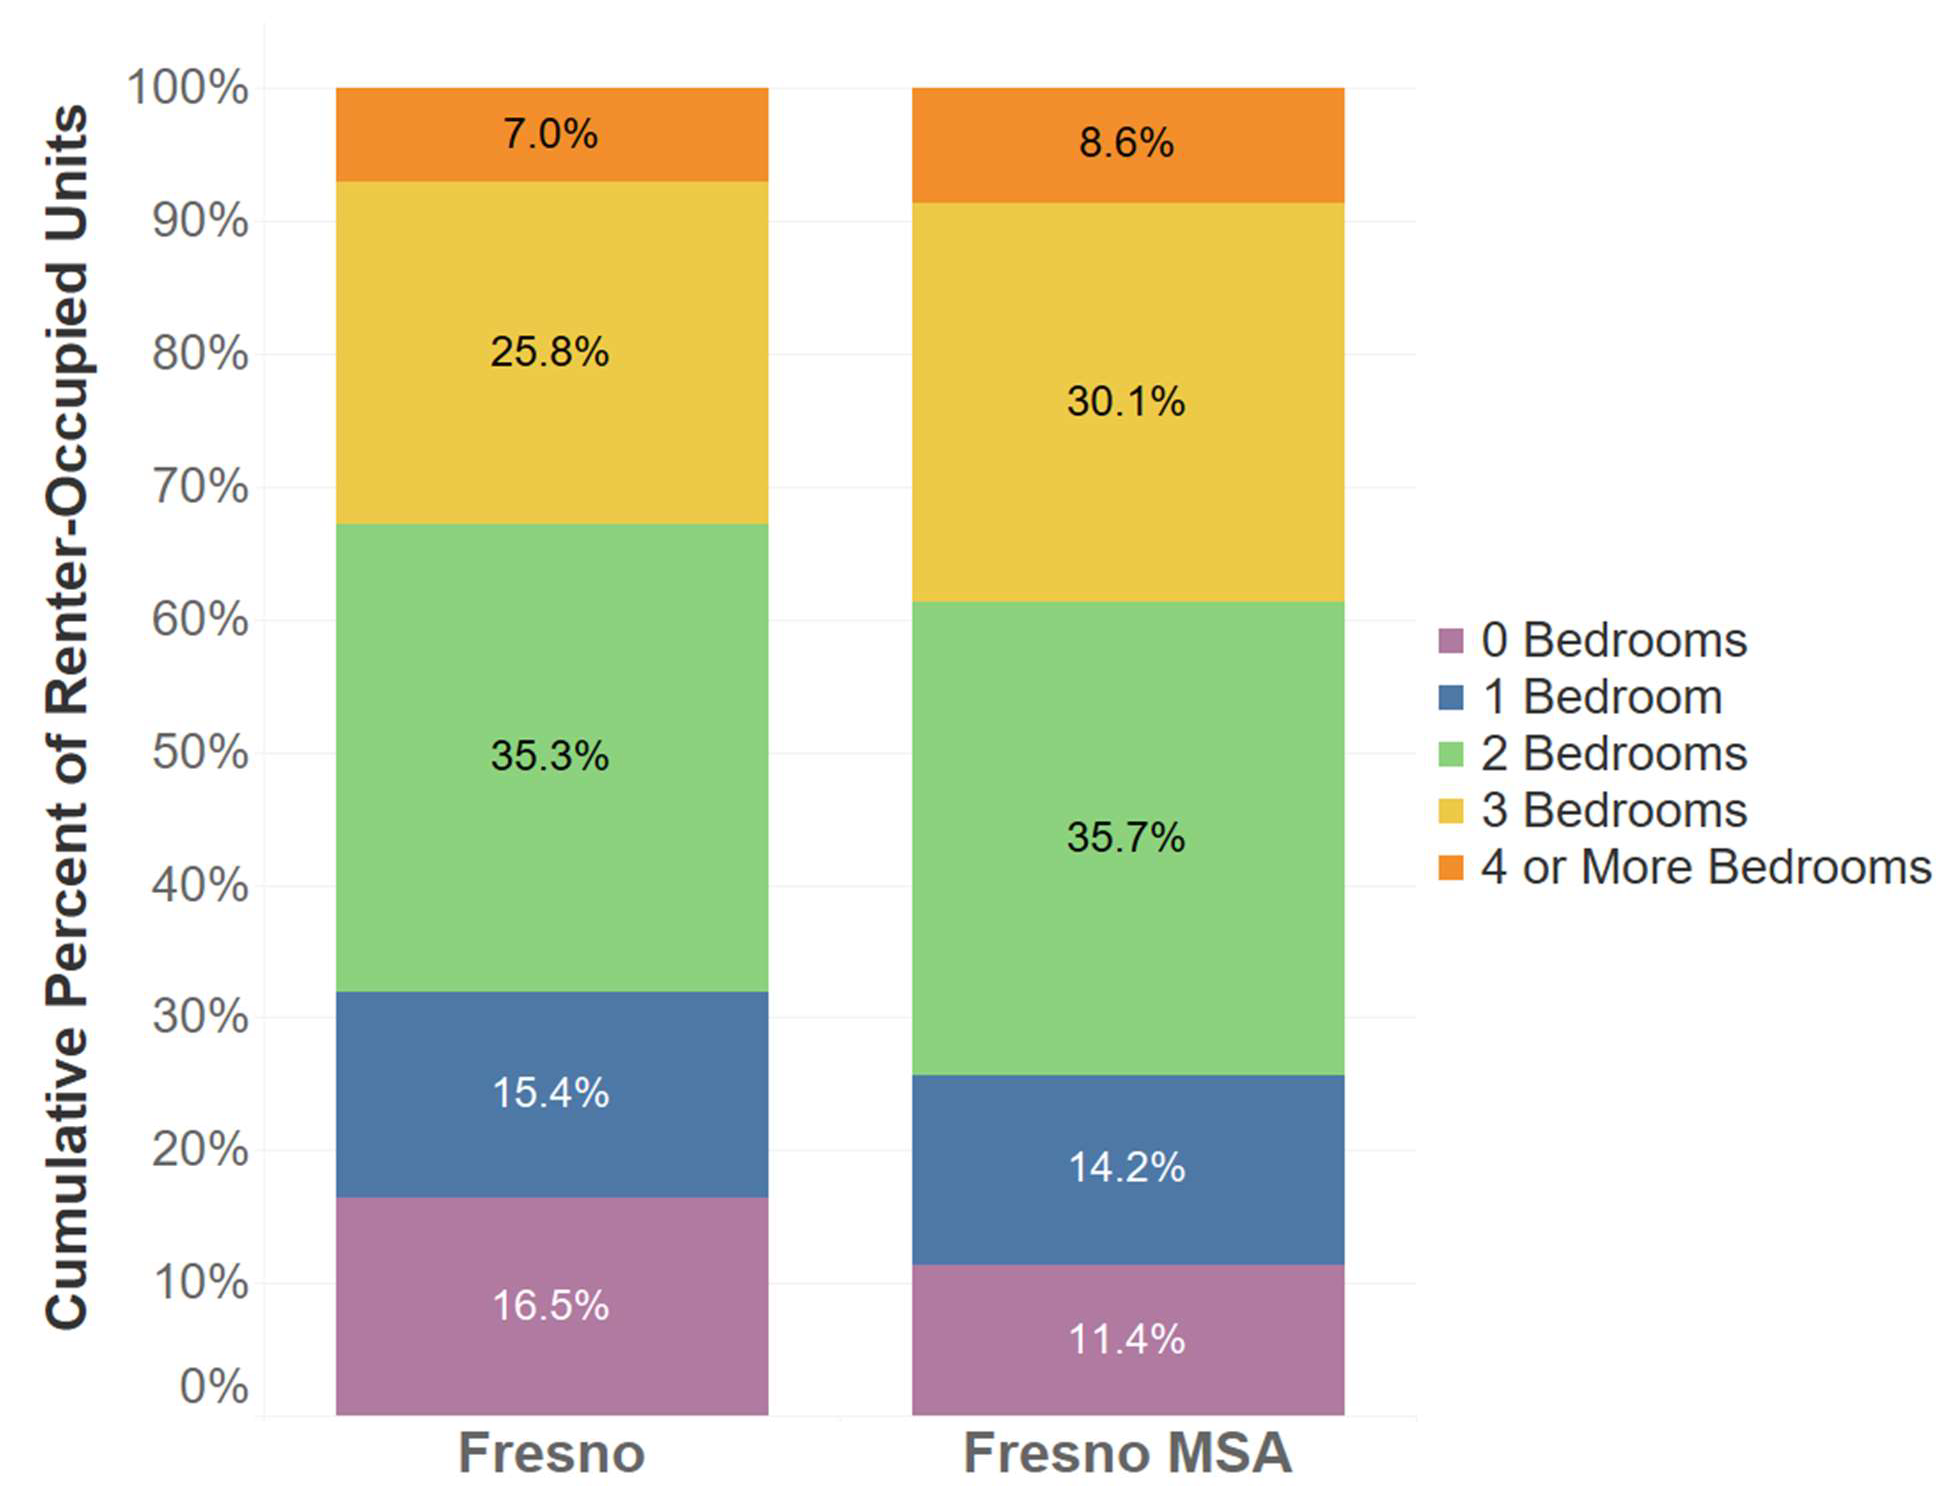 Cumulative Percent of Renter-Occupied Units
100%
90%
80%
70%
60%
50%
40%
30%
20%
10%
0%
7.0%
25.8%
35.3%
15.4%
16.5%
8.6%
30.1%
35.7%
14.2%
11.4%
Fresno
Fresno MSA
0 Bedrooms
1 Bedroom
2 Bedrooms
3 Bedrooms
4 or More Bedrooms